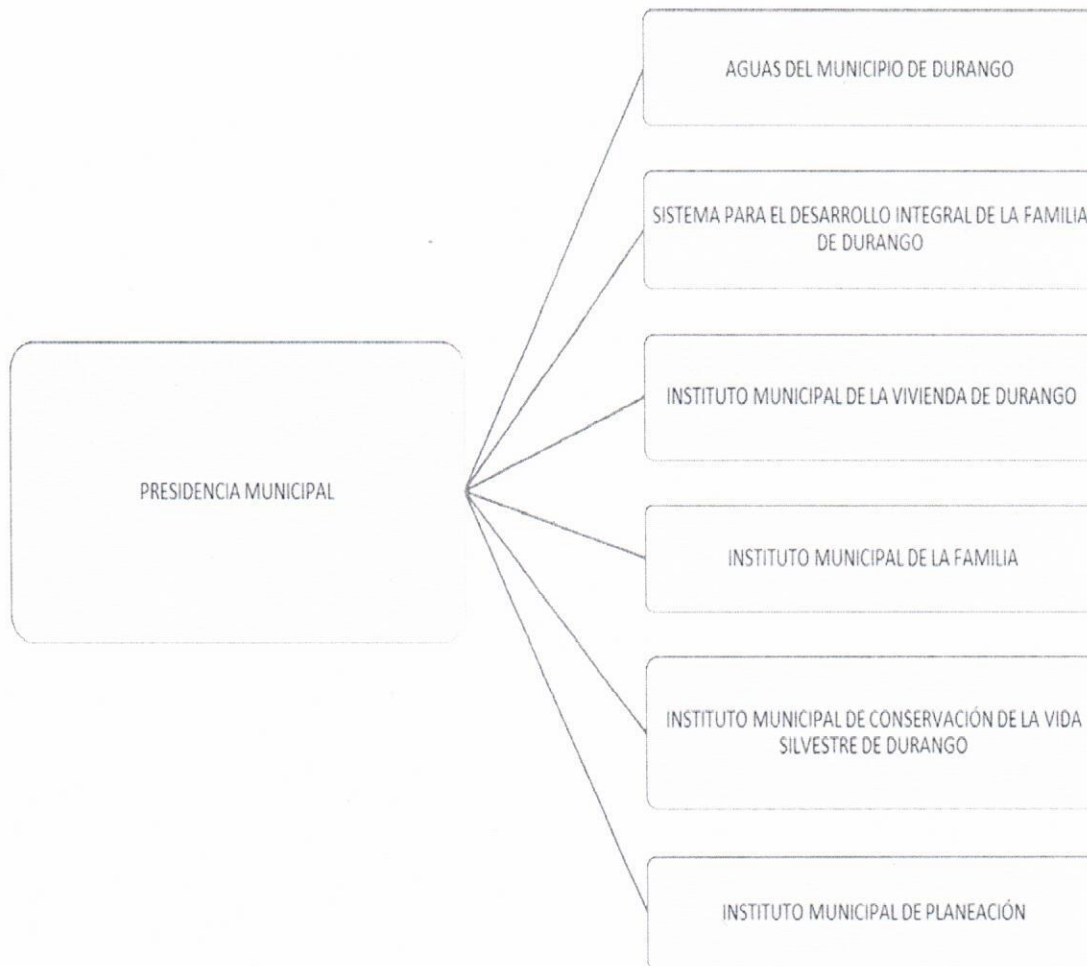 AGUAS DEL MUNICIPIO DE DURANGO
SISTEMA PARA EL DESARROLLO INTEGRAL DE LA FAMILIA
DE DURANGO
INSTITUTO MUNICIPAL DE LA VIVIENDA DE DURANGO
PRESIDENCIA MUNICIPAL
INSTITUTO MUNICIPAL DE LA FAMILIA
INSTITUTO MUNICIPAL DE CONSERVACIÓN DE LA VIDA
SILVESTRE DE DURANGO
INSTITUTO MUNICIPAL DE PLANEACIÓN